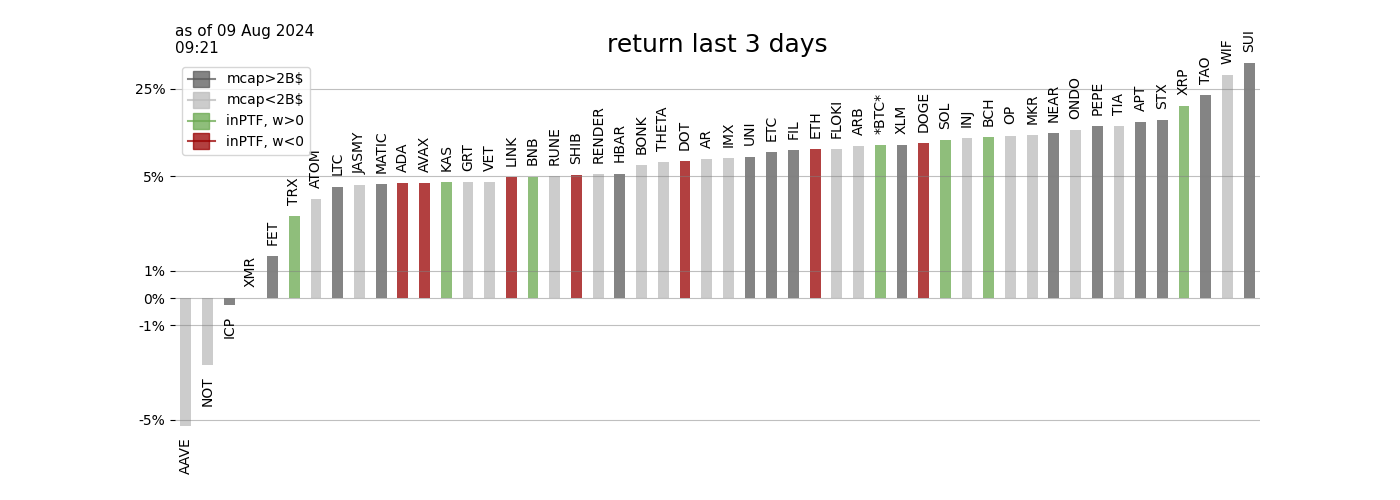 as of 09 Aug 2024
09:21
return last 3 days
mcap>2B$
mcap<2B$
inPTF, w>0
inPTF, w<0
25%
5%
1%
0%
-1%
-5%
AAVE
NOT
ICP
XMR
FET
TRX
ATOM
LTC
JASMY
MATIC
ADA
AVAX
KAS
GRT
VET
LINK
BNB
RUNE
SHIB
RENDER
HBAR
BONK
THETA
DOT
AR
IMX
UNI
ETC
FIL
ETH
FLOKI
ARB
*BTC*
XLM
DOGE
SOL
INJ
BCH
OP
MKR
NEAR
ONDO
PEPE
TIA
APT
STX
XRP
TAO
WIF
SUI